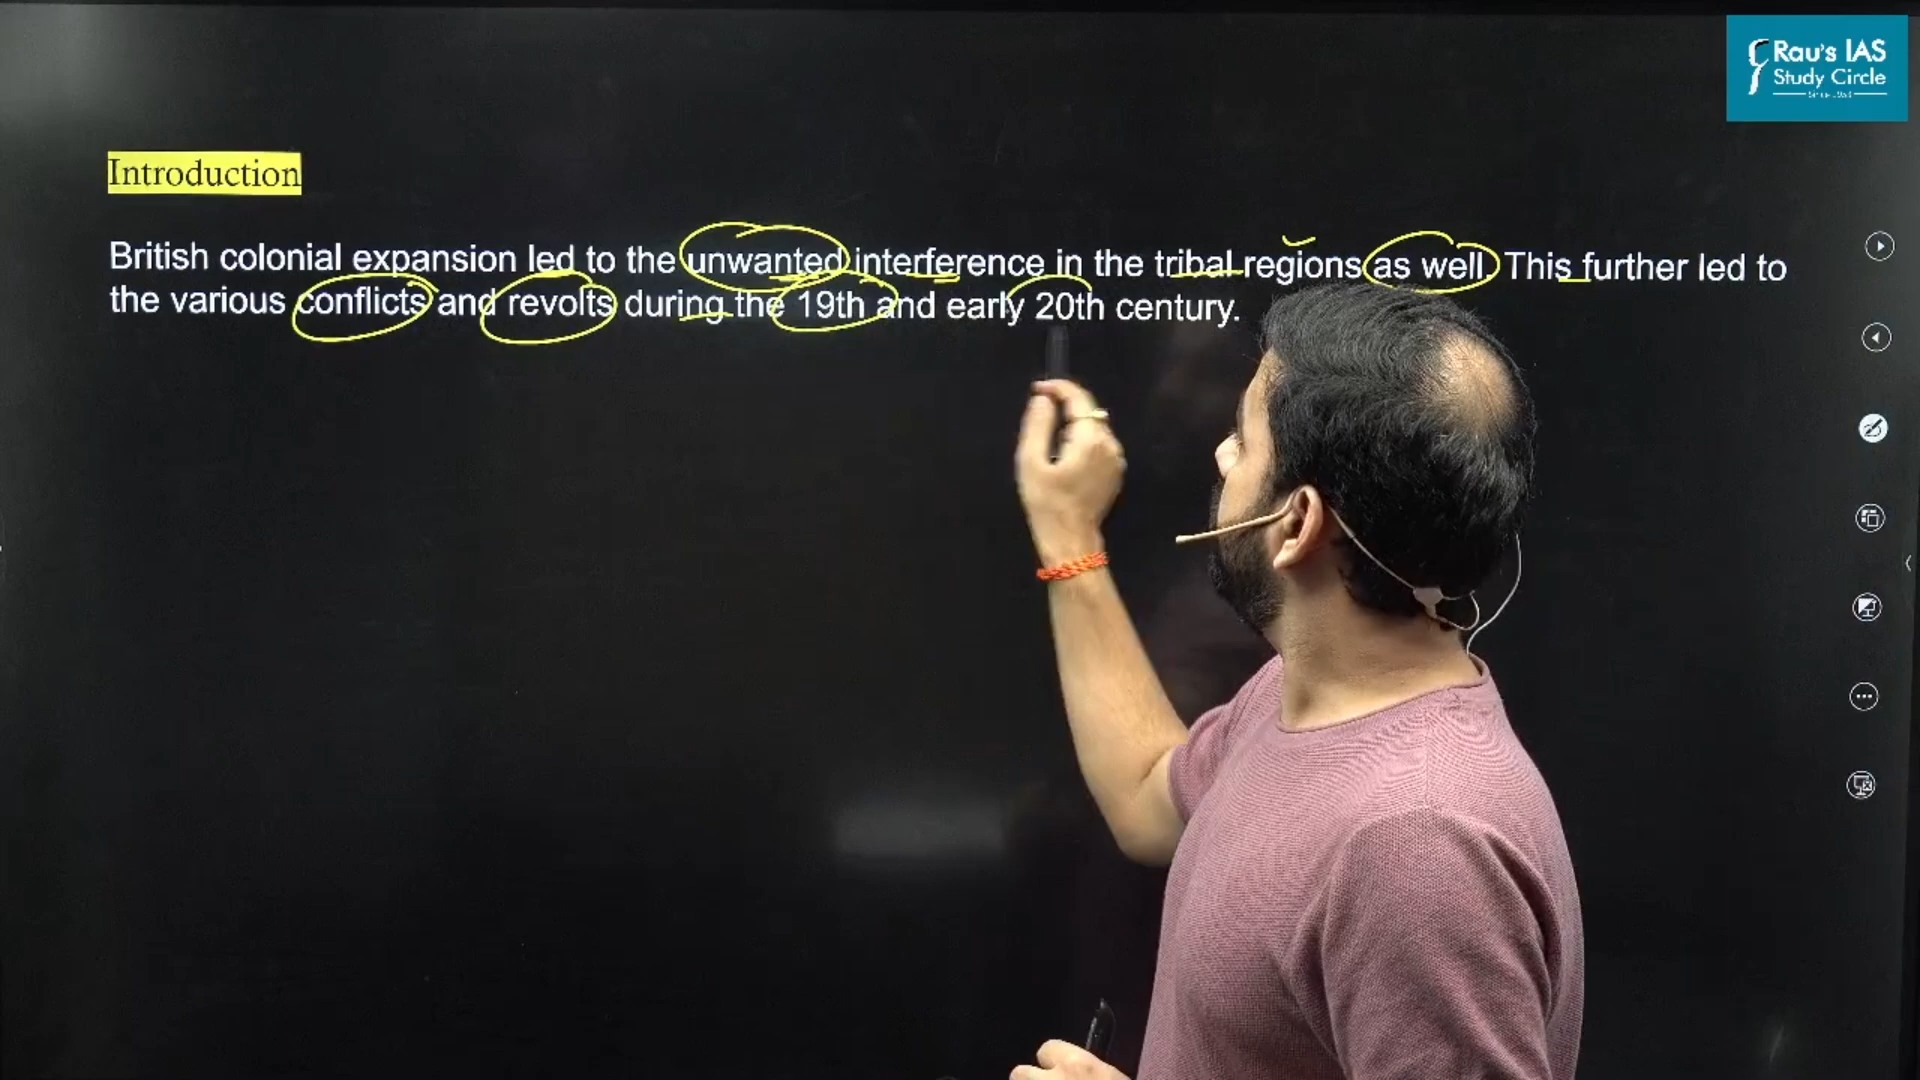 Rau's IAS
Study Circle
Introduction
British colonial expansion led to the unwanted interference in the tribal regions as well. This further led to
the various conflicts and revolts during the 19th and early 20th century.